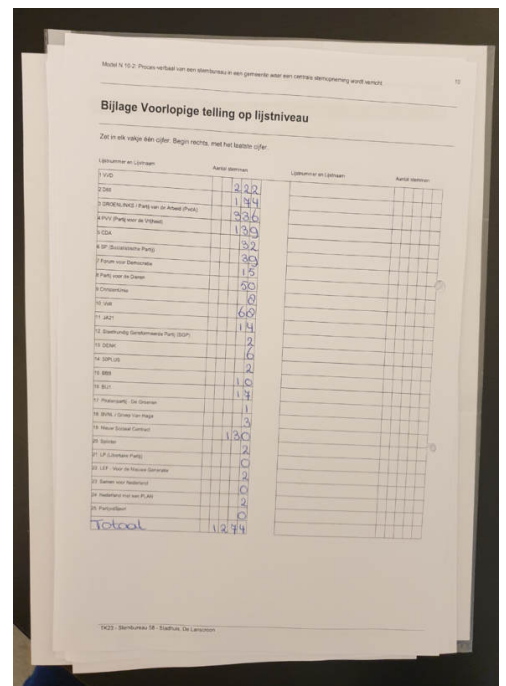 Model N 10-2: Proces-verbaal van een stembureau in een gemeente waar een centrale stemopneming wordt verricht
Bijlage Voorlopige telling op lijstniveau
Zet in elk vakje één cijfer. Begin rechts, met het laatste cijfer.
Lijstnummer en Lijstnaam Aantal stemmen Lijstnummer en Lijstnaam Aantal stemmen
1 VVD 222
2 D66 174
3 GROENLINKS / Partij van de Arbeid (PvdA) 336
4 PVV (Partij voor de Vrijheid) 139
5 CDA 32
6 SP (Socialistische Partij) 39
7 Forum voor Democratie 15
8 Partij voor de Dieren 50
9 ChristenUnie 8
10. Volt 68
11. JA21 14
12. Staatkundig Gereformeerde Partij (SGP) 2
13. DENK 6
14. 50PLUS 2
15. BBB 10
16. BIJ1 17
17. Piratenpartij - De Groenen 1
18. BVNL / Groep Van Haga 3
19. Nieuw Sociaal Contract 130
20. Splinter 2
21. LP (Libertaire Partij) 0
22. LEF - Voor de Nieuwe Generatie 2
23. Samen voor Nederland 0
24. Nederland met een PLAN 2
25. PartijvdSport 0
Totaal 1274